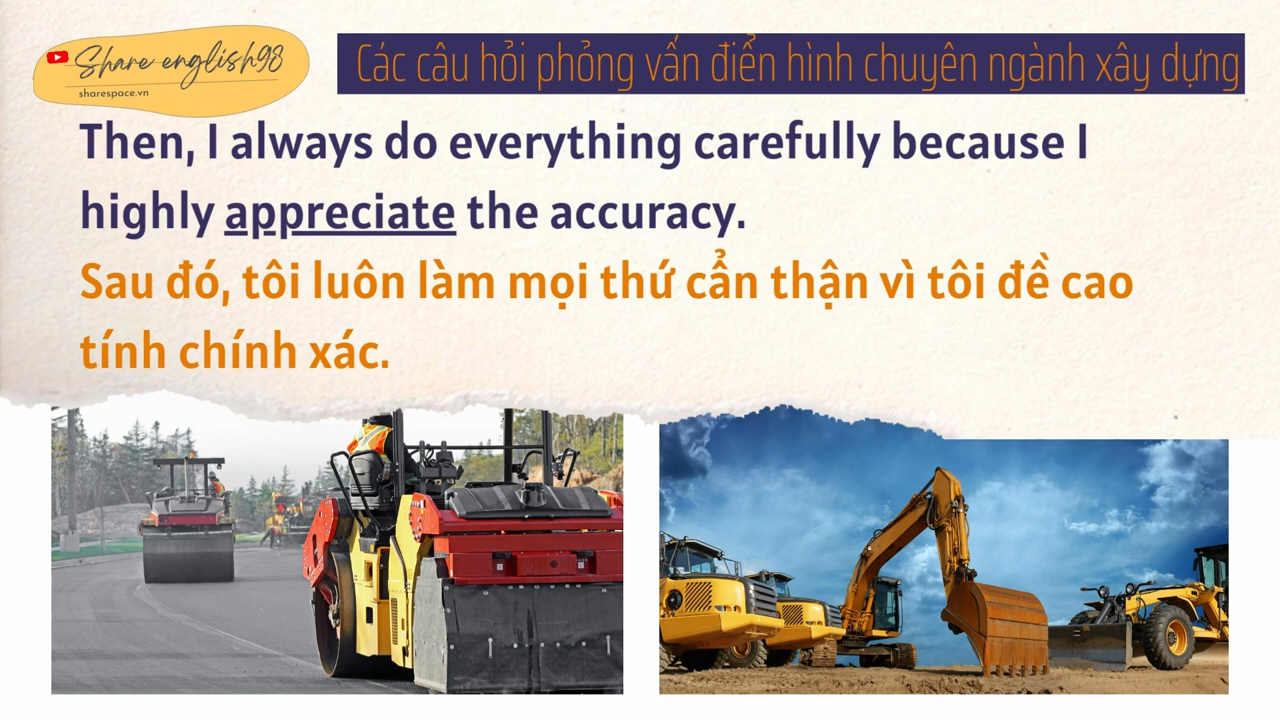 Share english98
sharespace.vn
Các câu hỏi phỏng vấn điển hình chuyên ngành xây dựng
Then, I always do everything carefully because I
highly appreciate the accuracy.
Sau đó, tôi luôn làm mọi thứ cẩn thận vì tôi đề cao
tính chính xác.